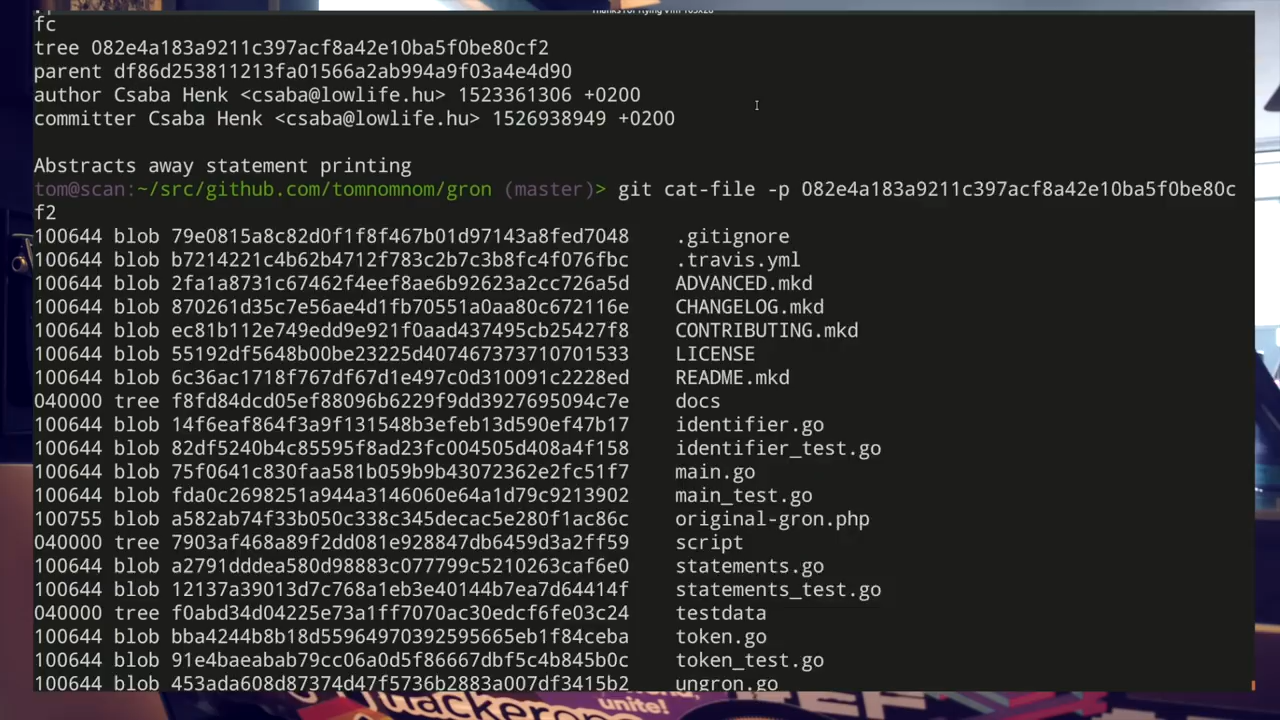 fc
tree 082e4a183a9211c397acf8a42e10ba5f0be80cf2
parent df86d253811213fa01566a2ab994a9f03a4e4d90
author Csaba Henk <csaba@lowlife.hu> 1523361306 +0200
committer Csaba Henk <csaba@lowlife.hu> 1526938949 +0200
Abstracts away statement printing
tom@scan:~/src/github.com/tomnomnom/gron (master)> git cat-file -p 082e4a183a9211c397acf8a42e10ba5f0be80c
f2
100644 blob 79e0815a8c82d0f1f8f467b01d97143a8fed7048 .gitignore
100644 blob b7214221c4b62b4712f783c2b7c3b8fc4f076fbc .travis.yml
100644 blob 2fa1a8731c67462f4eef8ae6b92623a2cc726a5d ADVANCED.mkd
100644 blob 870261d35c7e56ae4d1fb70551a0aa80c672116e CHANGELOG.mkd
100644 blob ec81b112e749edd9e921f0aad437495cb25427f8 CONTRIBUTING.mkd
100644 blob 55192df5648b00be23225d407467373710701533 LICENSE
100644 blob 6c36ac1718f767df67d1e497c0d310091c2228ed README.mkd
040000 tree f8fd84dcd05ef88096b6229f9dd3927695094c7e docs
100644 blob 14f6eaf864f3a9f131548b3efeb13d590ef47b17 identifier.go
100644 blob 82df5240b4c85595f8ad23fc004505d408a4f158 identifier_test.go
100644 blob 75f0641c830faa581b059b9b43072362e2fc51f7 main.go
100644 blob fda0c2698251a944a3146060e64a1d79c9213902 main_test.go
100755 blob a582ab74f33b050c338c345decac5e280f1ac86c original-gron.php
040000 tree 7903af468a89f2dd081e928847db6459d3a2ff59 script
100644 blob a2791dddea580d98883c077799c5210263caf6e0 statements.go
100644 blob 12137a39013d7c768a1eb3e40144b7ea7d64414f statements_test.go
040000 tree f0abd34d04225e73a1ff7070ac30edcf6fe03c24 testdata
100644 blob bba4244b8b18d55964970392595665eb1f84ceba token.go
100644 blob 91e4baeabab79cc06a0d5f86667dbf5c4b845b0c token_test.go
100644 blob 453ada608d87374d47f5736b2883a007df3415b2 ungron.go
unite!